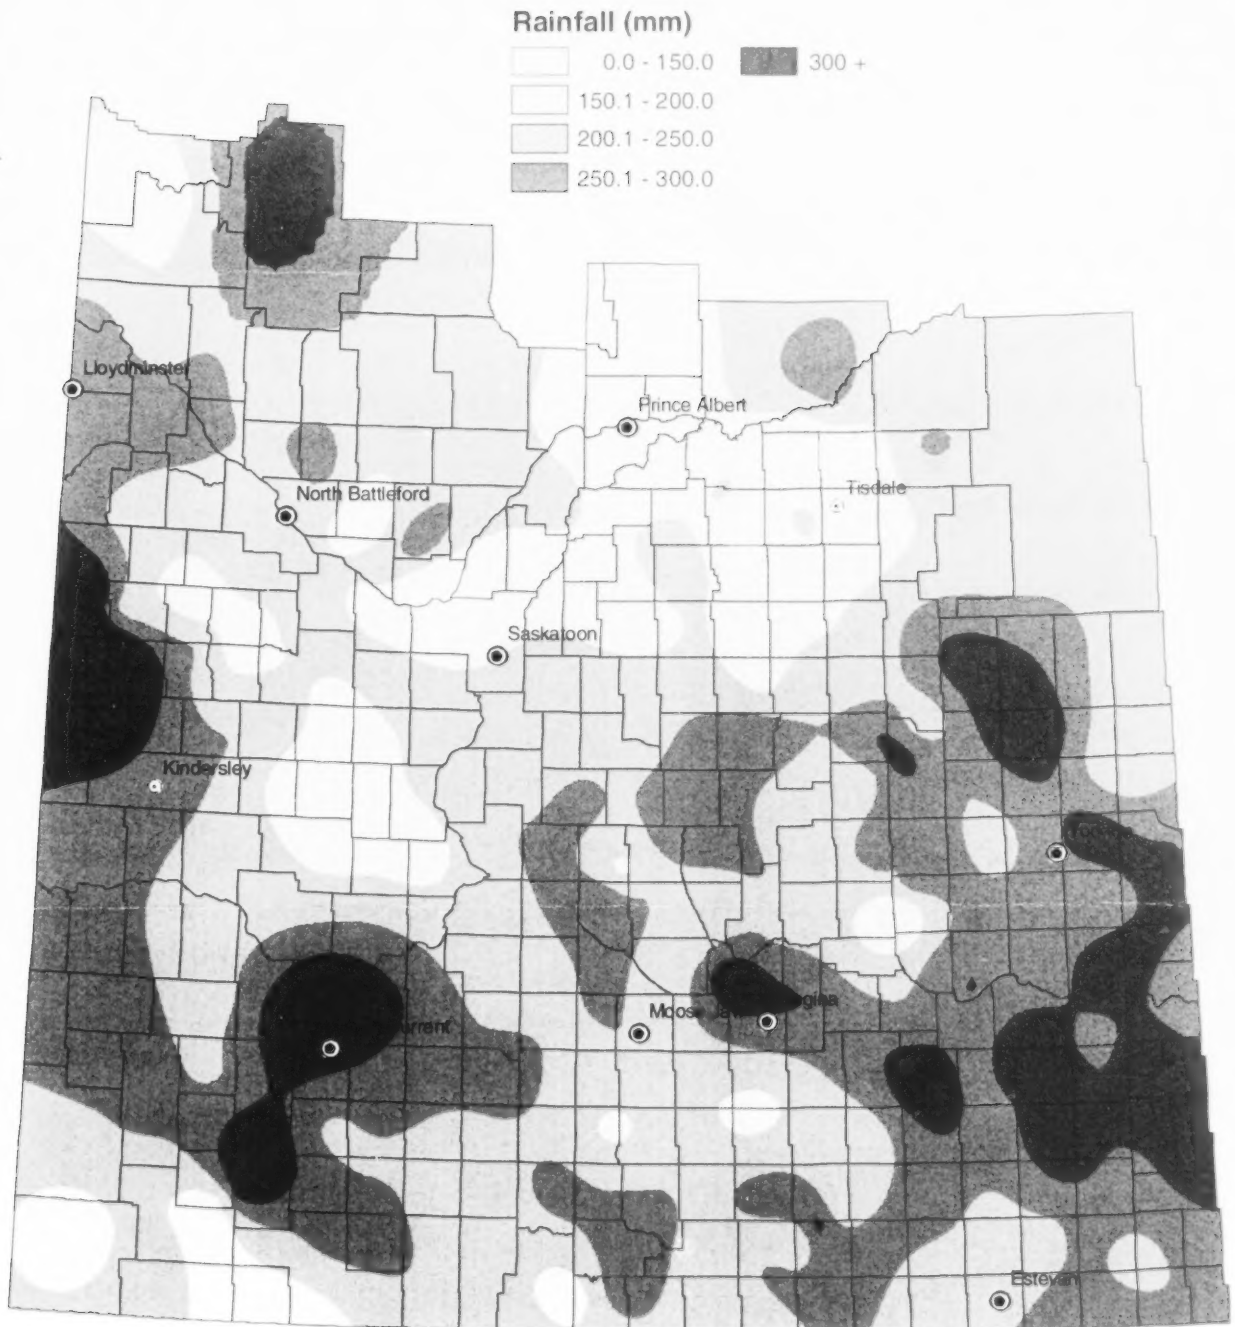 Rainfall (mm)
0.0 - 150.0
300 +
150.1 - 200.0
200.1 - 250.0
250.1 - 300.0
Lloydminster
Prince Albert
North Battleford
Tisdale
Saskatoon
Kindersley
Moose Jaw
Estevan